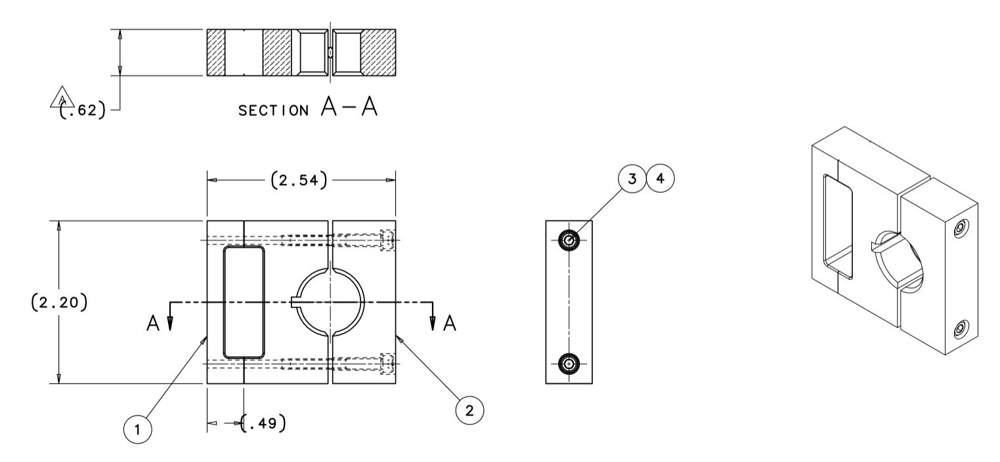 A
(.62)
SECTION A-A
(2.54)
3 4
(2.20)
A A
1
2
(.49)